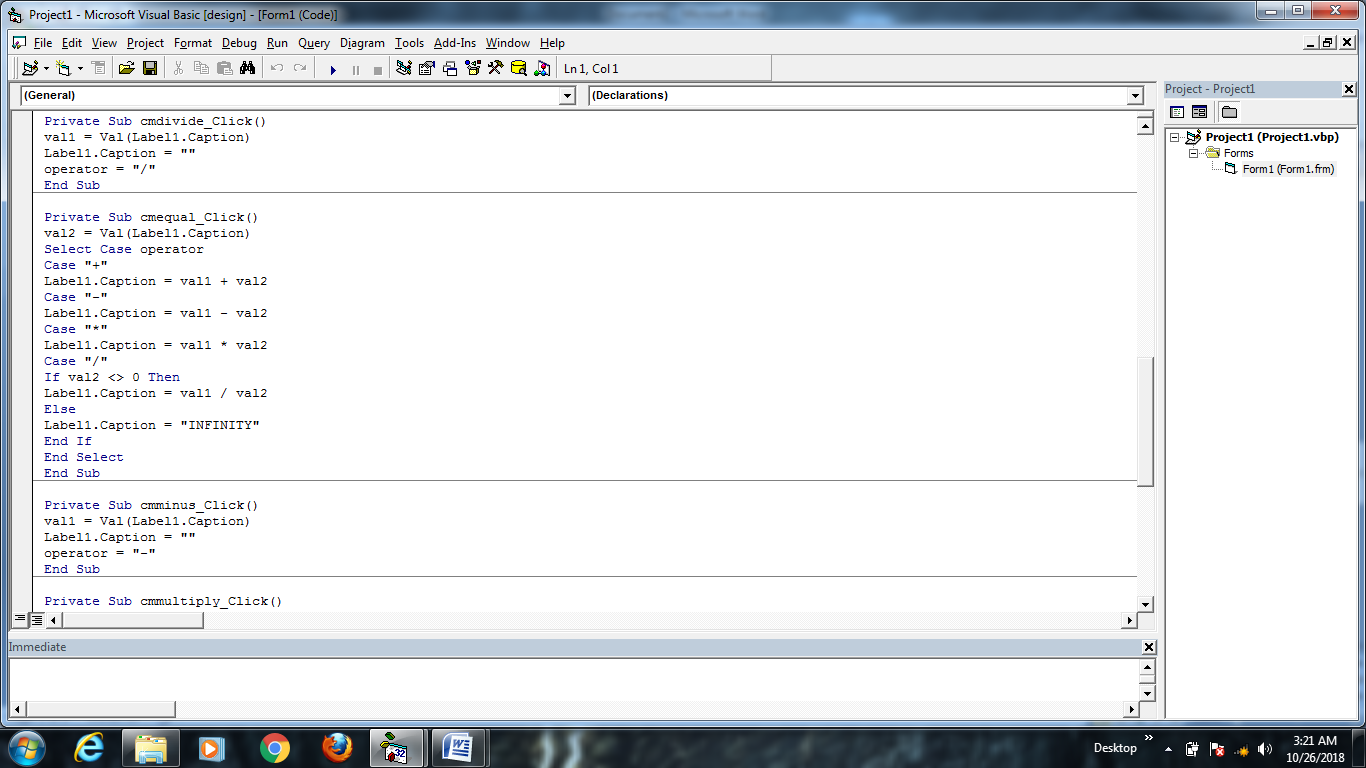 Project1 - Microsoft Visual Basic [design] - [Form1 (Code)]
File Edit View Project Format Debug Run Query Diagram Tools Add-Ins Window Help
Ln 1, Col 1
(General) (Declarations)
Private Sub cmdivide_Click()
val1 = Val(Label1.Caption)
Label1.Caption = ""
operator = "/"
End Sub
Private Sub cmequal_Click()
val2 = Val(Label1.Caption)
Select Case operator
Case "+"
Label1.Caption = val1 + val2
Case "-"
Label1.Caption = val1 - val2
Case "*"
Label1.Caption = val1 * val2
Case "/"
If val2 <> 0 Then
Label1.Caption = val1 / val2
Else
Label1.Caption = "INFINITY"
End If
End Select
End Sub
Private Sub cmminus_Click()
val1 = Val(Label1.Caption)
Label1.Caption = ""
operator = "-"
End Sub
Private Sub cmmultiply_Click()
Immediate
Project - Project1
Project1 (Project1.vbp)
Forms
Form1 (Form1.frm)
32
Desktop
3:21 AM
10/26/2018